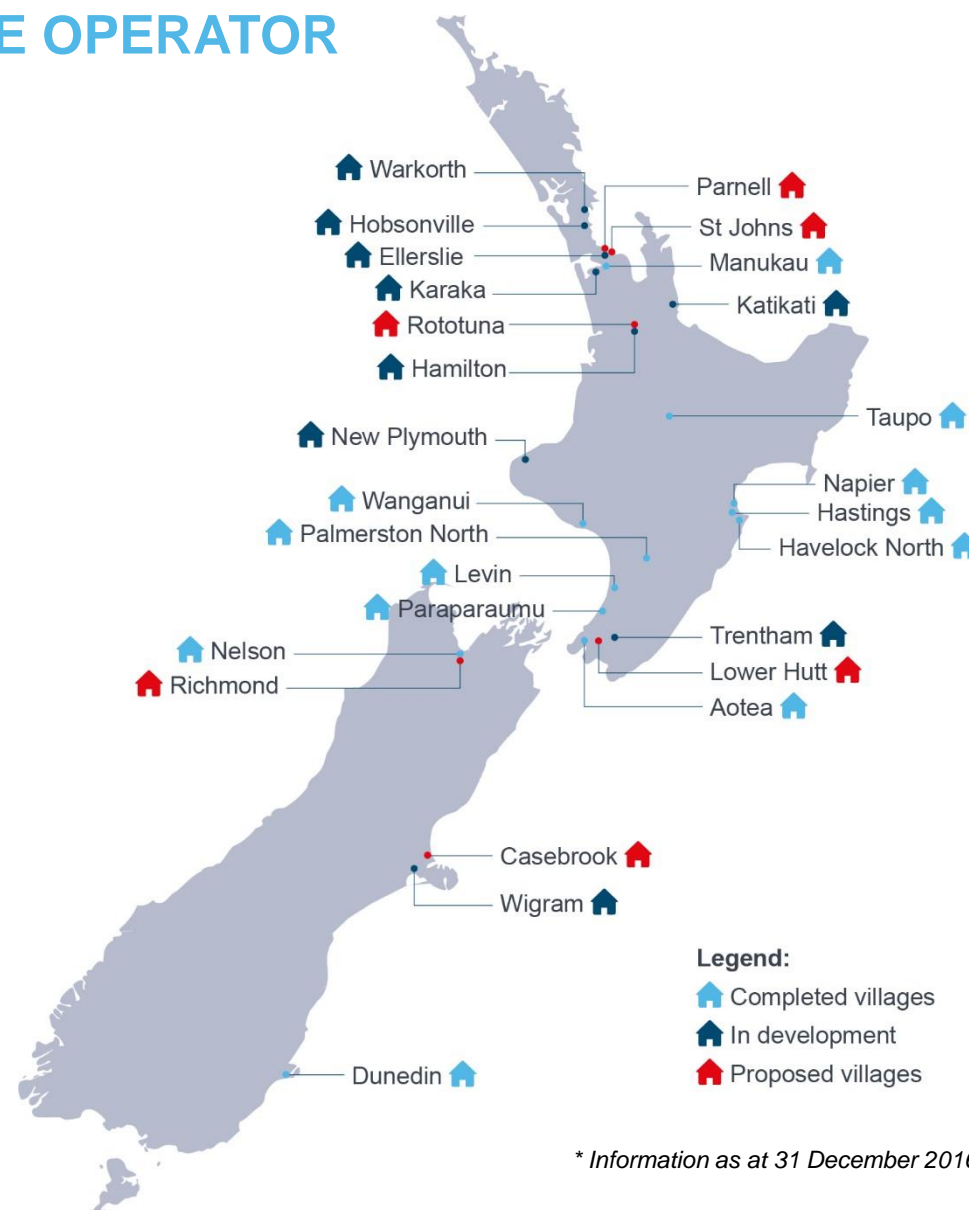 E OPERATOR
Warkorth
Parnell
Hobsonville
St Johns
Ellerslie
Manukau
Karaka
Katikati
Rototuna
Hamilton
Taupo
New Plymouth
Napier
Wanganui
Hastings
Palmerston North
Havelock North
Levin
Paraparaumu
Trentham
Nelson
Lower Hutt
Richmond
Aotea
Casebrook
Wigram
Legend:
Completed villages
In development
Proposed villages
Dunedin
* Information as at 31 December 2016